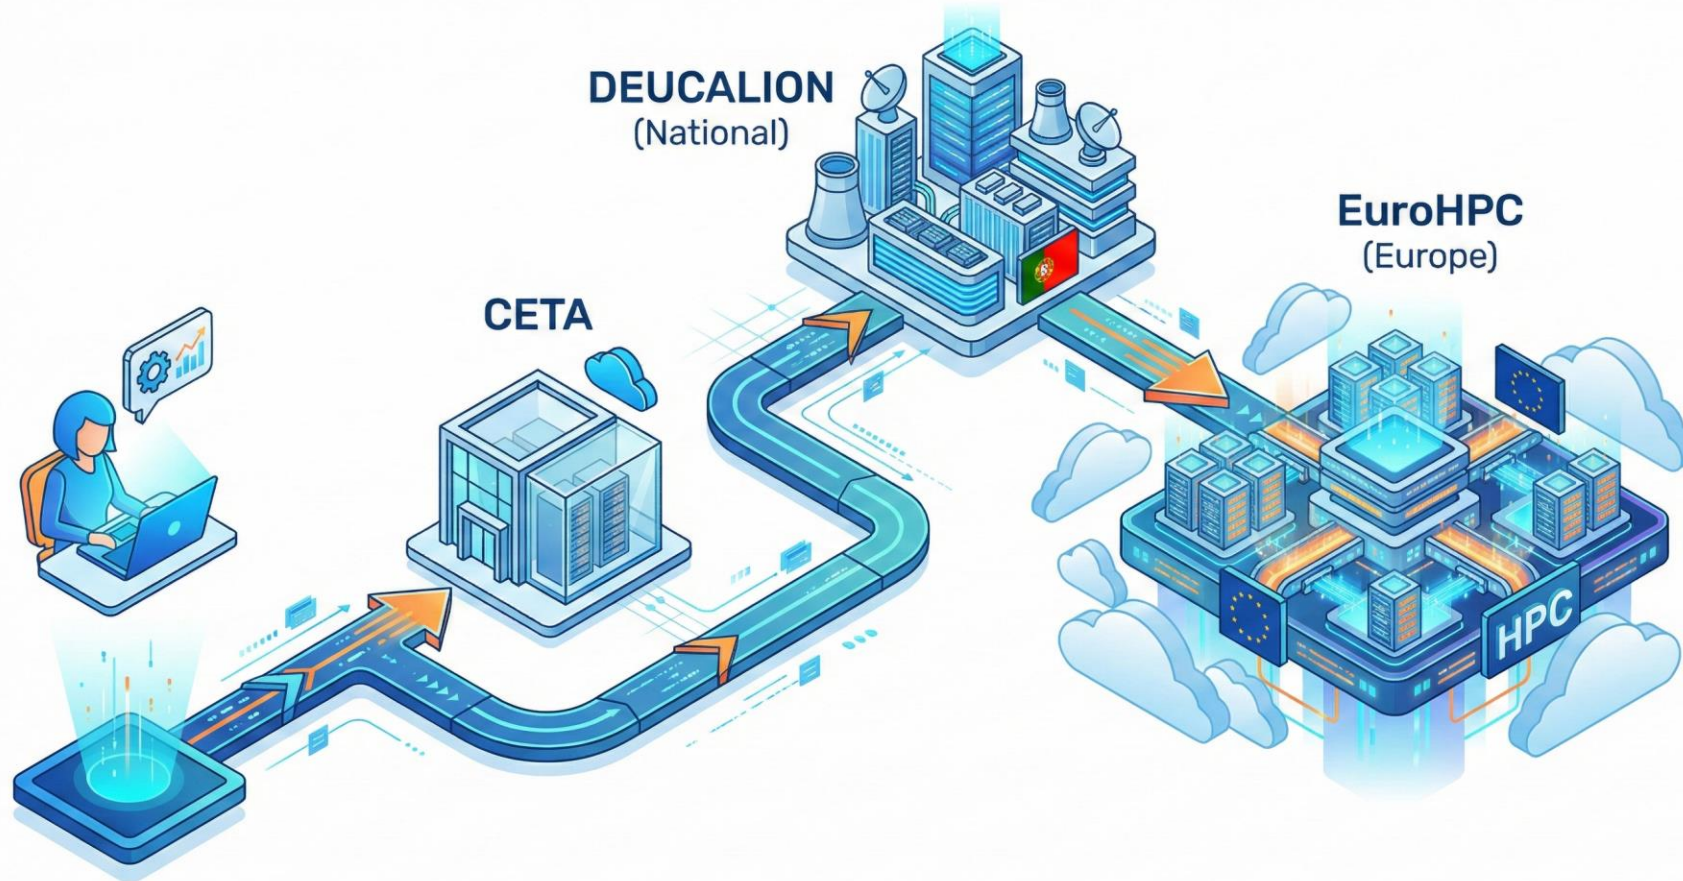 DEUCALION
(National)
EuroHPC
(Europe)
CETA
HPC